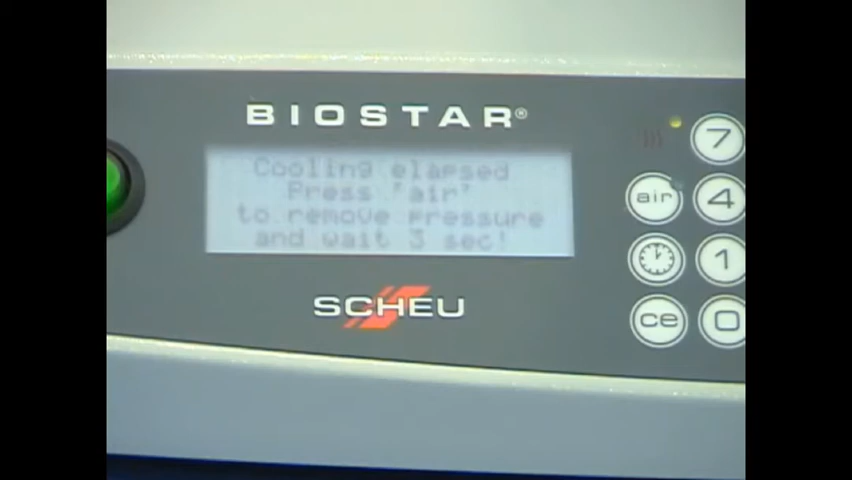 BIOSTAR®
Cooling elapsed
Press 'air'
to remove pressure
and wait 3 sec!
SCHEU
7
air 4
1
ce 0